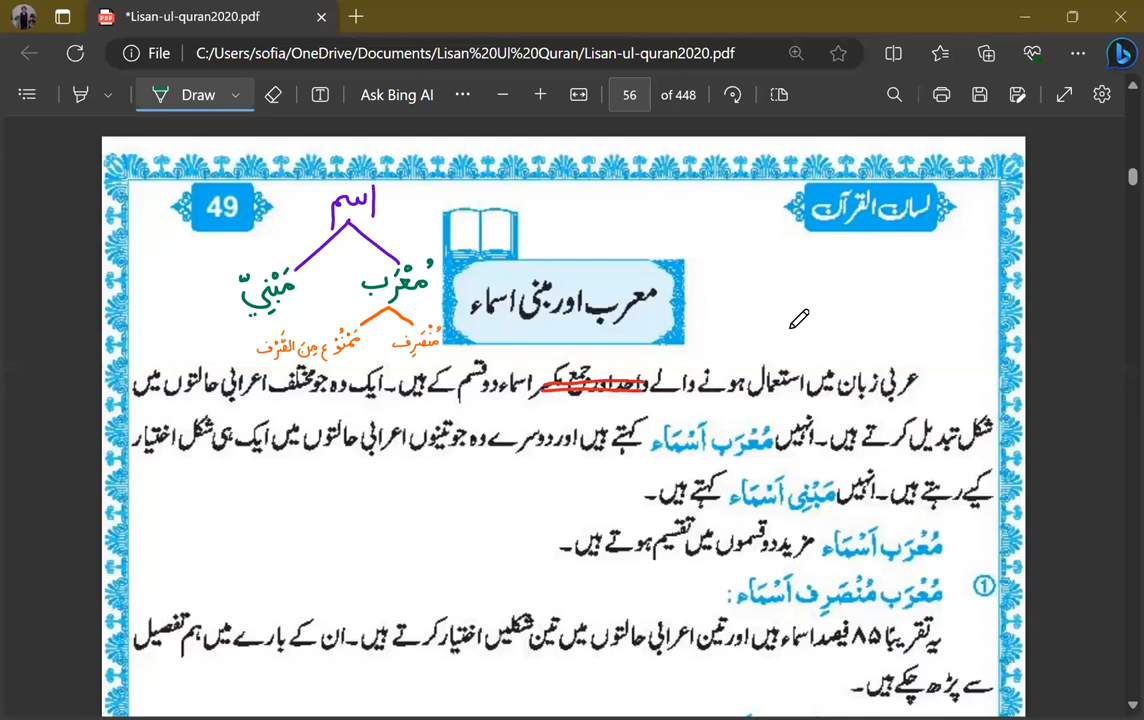 *Lisan-ul-quran2020.pdf
File C:/Users/sofia/OneDrive/Documents/Lisan%20Ul%20Quran/Lisan-ul-quran2020.pdf
Draw Ask Bing AI 56 of 448
لسان القرآن
49
اسم
مُعْرَب مَبْنِيّ
مُنْصَرِف مَمْنُوْع مِنَ الصَّرْف
معرب اور مبنی اسماء
عربی زبان میں استعمال ہونے والے واحد اور جمع مکسر اسماء دو قسم کے ہیں۔ ایک وہ جو مختلف اعرابی حالتوں میں
شکل تبدیل کرتے ہیں۔ انہیں مُعْرَب اَسْمَاء کہتے ہیں اور دوسرے وہ جو تینوں اعرابی حالتوں میں ایک ہی شکل اختیار
کیے رہتے ہیں۔ انہیں مَبْنِی اَسْمَاء کہتے ہیں۔
مُعْرَب اَسْمَاء مزید دو قسموں میں تقسیم ہوتے ہیں۔
① مُعْرَب مُنْصَرِف اَسْمَاء:
یہ تقریبًا ۸۵ فیصد اسماء ہیں اور تین اعرابی حالتوں میں تین شکلیں اختیار کرتے ہیں۔ ان کے بارے میں ہم تفصیل
سے پڑھ چکے ہیں۔